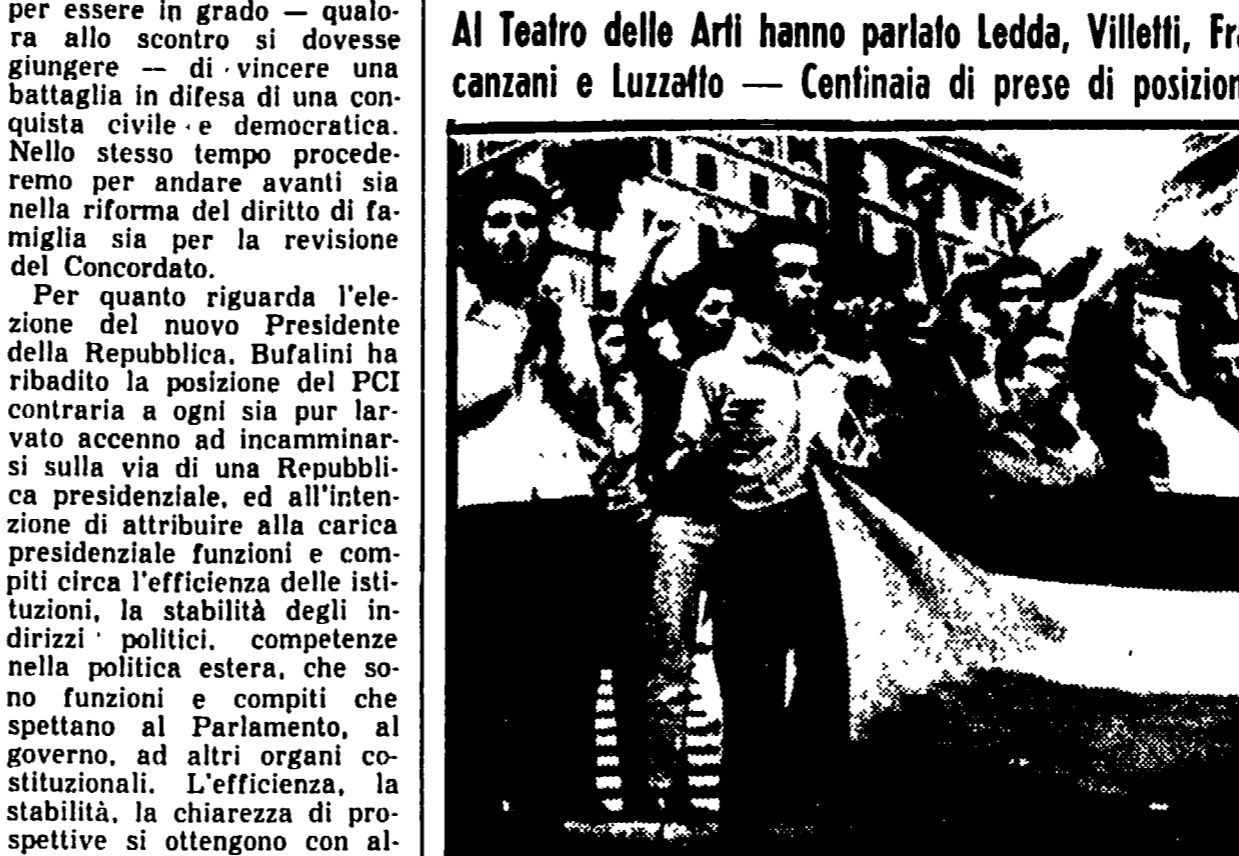 per essere in grado — qualo-
ra allo scontro si dovesse
giungere — di vincere una
battaglia in difesa di una con-
quista civile e democratica.
Nello stesso tempo procede-
remo per andare avanti sia
nella riforma del diritto di fa-
miglia sia per la revisione
del Concordato.
Per quanto riguarda l'ele-
zione del nuovo Presidente
della Repubblica, Bufalini ha
ribadito la posizione del PCI
contraria a ogni sia pur lar-
vato accenno ad incamminar-
si sulla via di una Repubbli-
ca presidenziale, ed all'inten-
zione di attribuire alla carica
presidenziale funzioni e com-
piti circa l'efficienza delle isti-
tuzioni, la stabilità degli in-
dirizzi politici, competenze
nella politica estera, che so-
no funzioni e compiti che
spettano al Parlamento, al
governo, ad altri organi co-
stituzionali. L'efficienza, la
stabilità, la chiarezza di pro-
spettive si ottengono con al-
Al Teatro delle Arti hanno parlato Ledda, Villetti, Fra
canzani e Luzzatto — Centinaia di prese di posizion